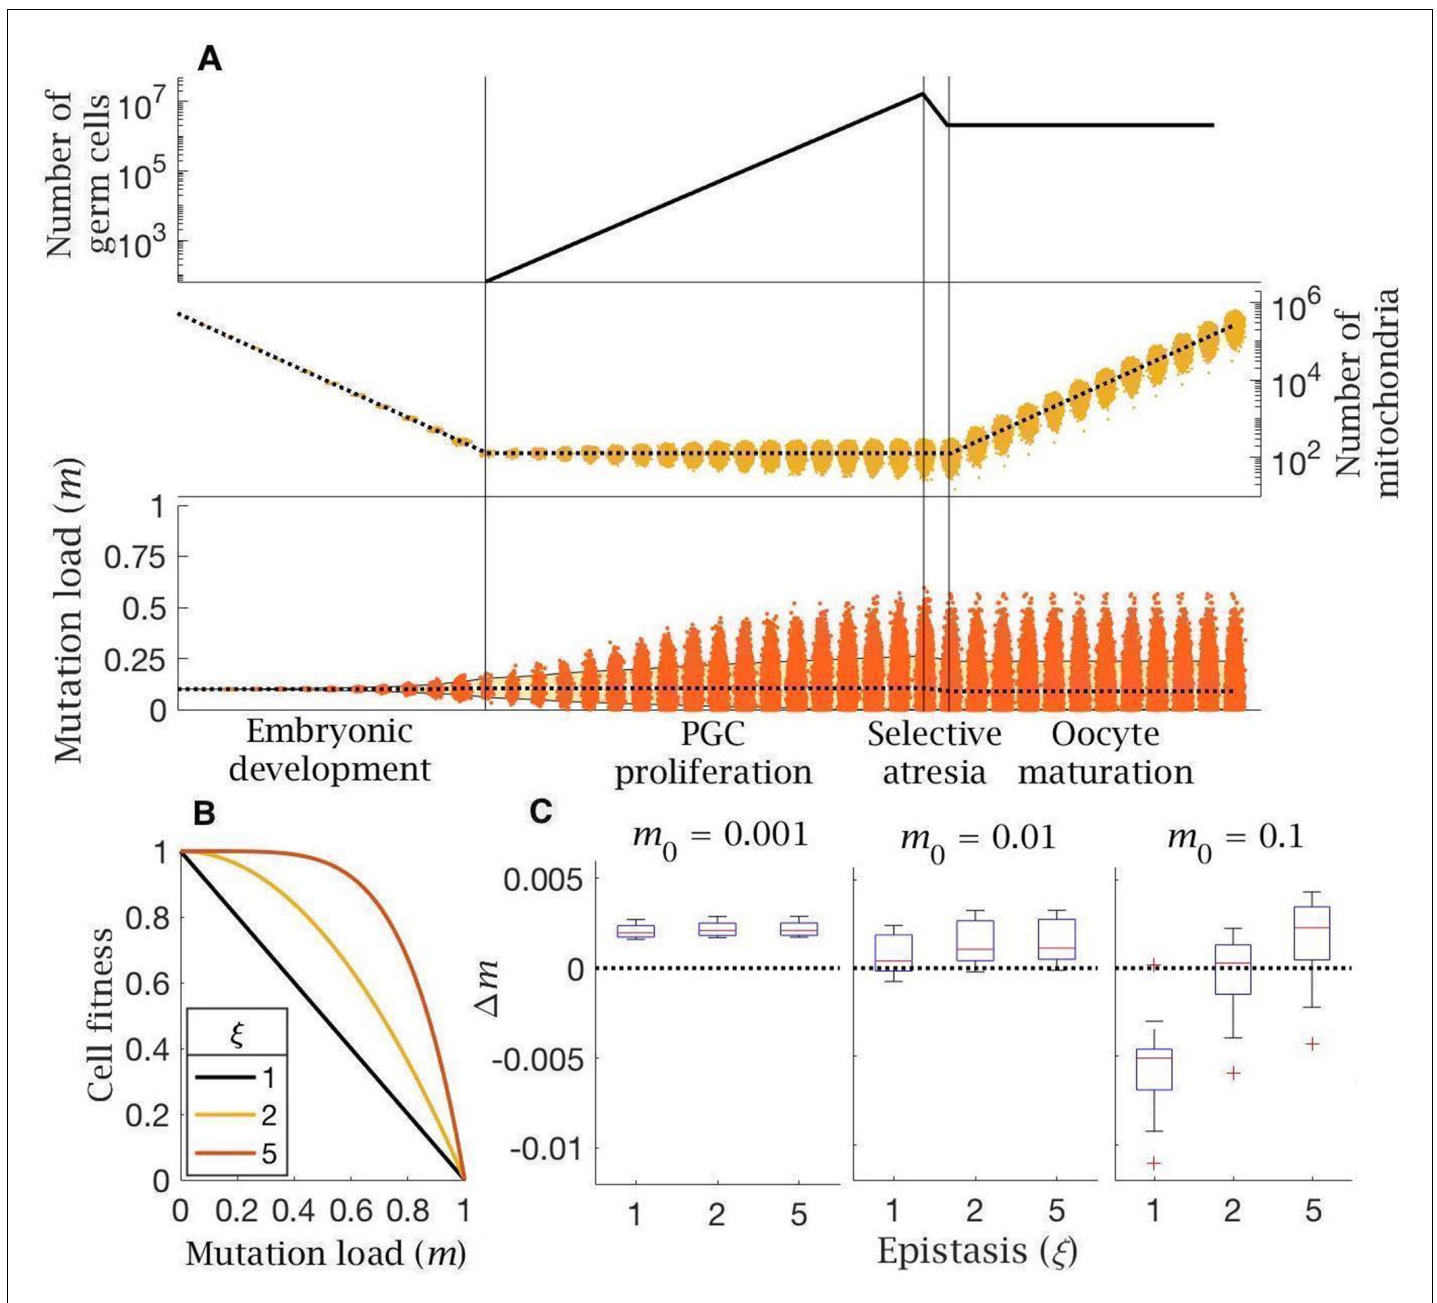 A
Number of
germ cells
10^7
10^5
10^3
10^6
10^4
10^2
Number of
mitochondria
Mutation load (m)
1
0.75
0.5
0.25
0
Embryonic
development
PGC
proliferation
Selective
atresia
Oocyte
maturation
B
Cell fitness
1
0.8
0.6
0.4
0.2
0
ξ
1
2
5
0 0.2 0.4 0.6 0.8 1
Mutation load (m)
C
m_0 = 0.001
m_0 = 0.01
m_0 = 0.1
Δm
0.005
0
-0.005
-0.01
1 2 5
1 2 5
1 2 5
Epistasis (ξ)